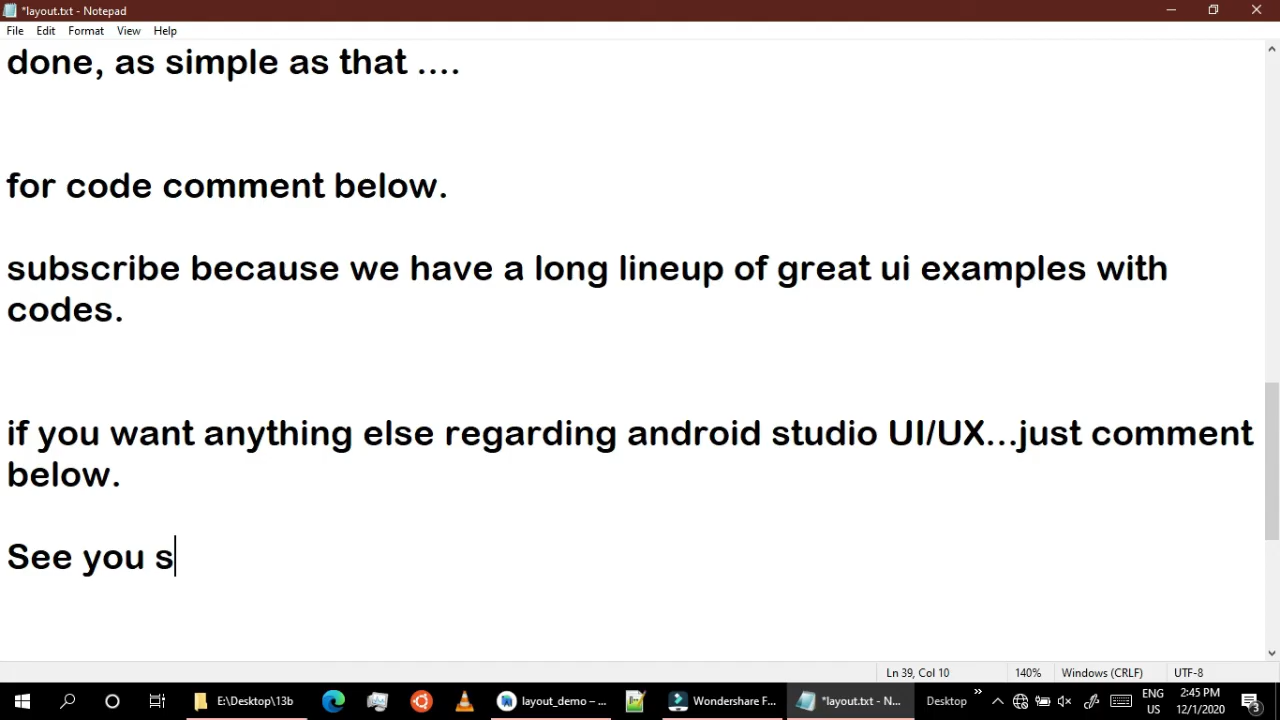 *layout.txt - Notepad
File Edit Format View Help
done, as simple as that ....
for code comment below.
subscribe because we have a long lineup of great ui examples with
codes.
if you want anything else regarding android studio UI/UX...just comment
below.
See you s
Ln 39, Col 10 140% Windows (CRLF) UTF-8
E:\Desktop\13b layout_demo – ... Wondershare F... *layout.txt - N... Desktop ENG US 2:45 PM 12/1/2020 3